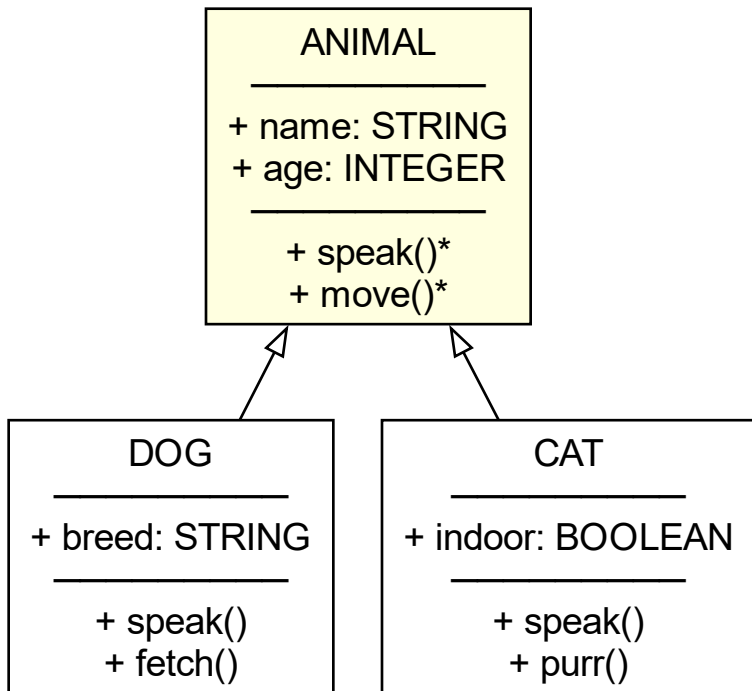 ANIMAL
+ name: STRING
+ age: INTEGER
+ speak()*
+ move()*
DOG
+ breed: STRING
+ speak()
+ fetch()
CAT
+ indoor: BOOLEAN
+ speak()
+ purr()